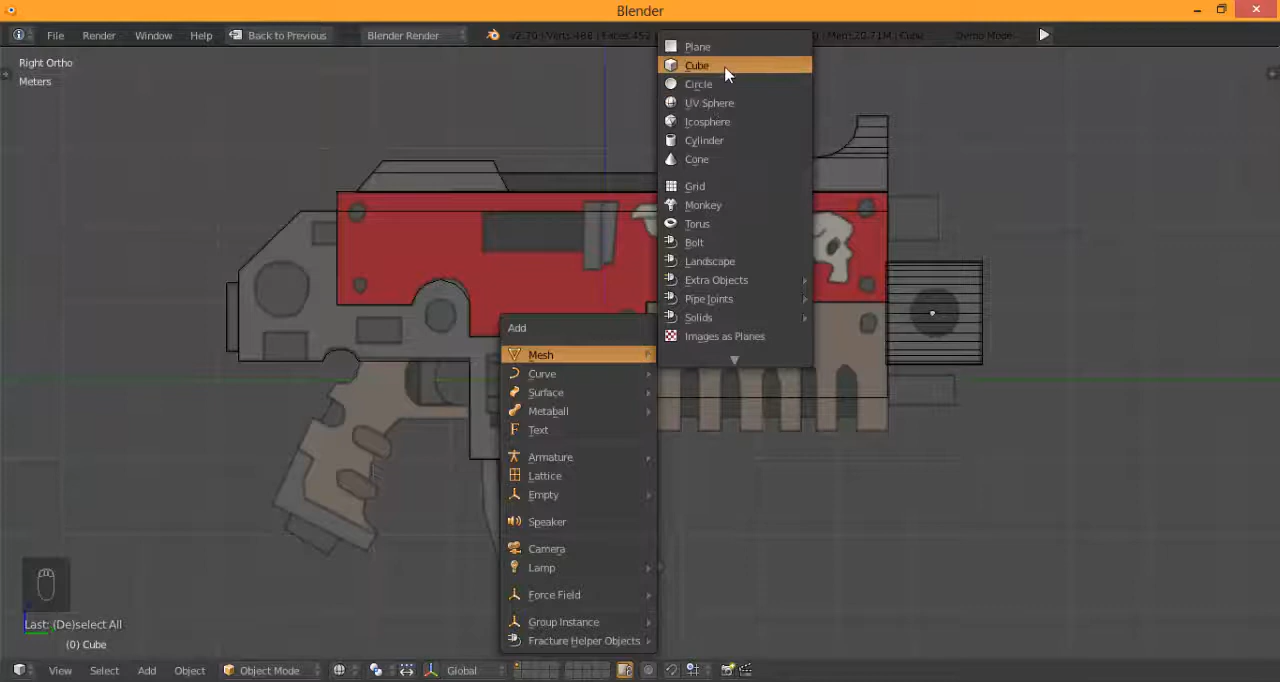 Blender
File Render Window Help Back to Previous Blender Render
Right Ortho
Meters
Plane
Cube
Circle
UV Sphere
Icosphere
Cylinder
Cone
Grid
Monkey
Torus
Bolt
Landscape
Extra Objects
Pipe Joints
Solids
Images as Planes
Add
Mesh
Curve
Surface
Metaball
Text
Armature
Lattice
Empty
Speaker
Camera
Lamp
Force Field
Group Instance
Fracture Helper Objects
Last: (De)select All
(0) Cube
View Select Add Object Object Mode Global